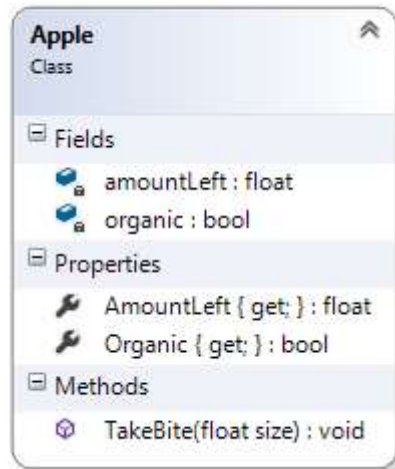 Apple
Class
Fields
amountLeft : float
organic : bool
Properties
AmountLeft { get; } : float
Organic { get; } : bool
Methods
TakeBite(float size) : void